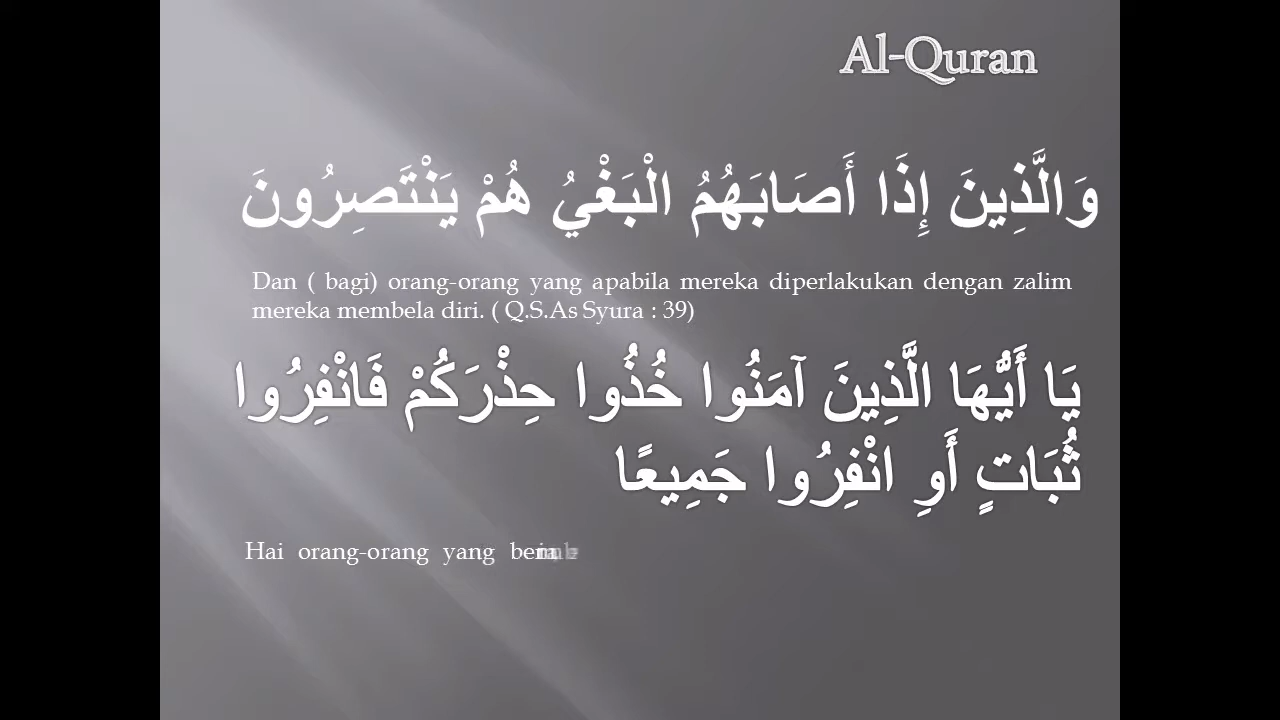 Al-Quran
وَالَّذِينَ إِذَا أَصَابَهُمُ الْبَغْيُ هُمْ يَنْتَصِرُونَ
Dan ( bagi) orang-orang yang apabila mereka diperlakukan dengan zalim
mereka membela diri. ( Q.S.As Syura : 39)
يَا أَيُّهَا الَّذِينَ آمَنُوا خُذُوا حِذْرَكُمْ فَانْفِرُوا
ثُبَاتٍ أَوِ انْفِرُوا جَمِيعًا
Hai orang-orang yang